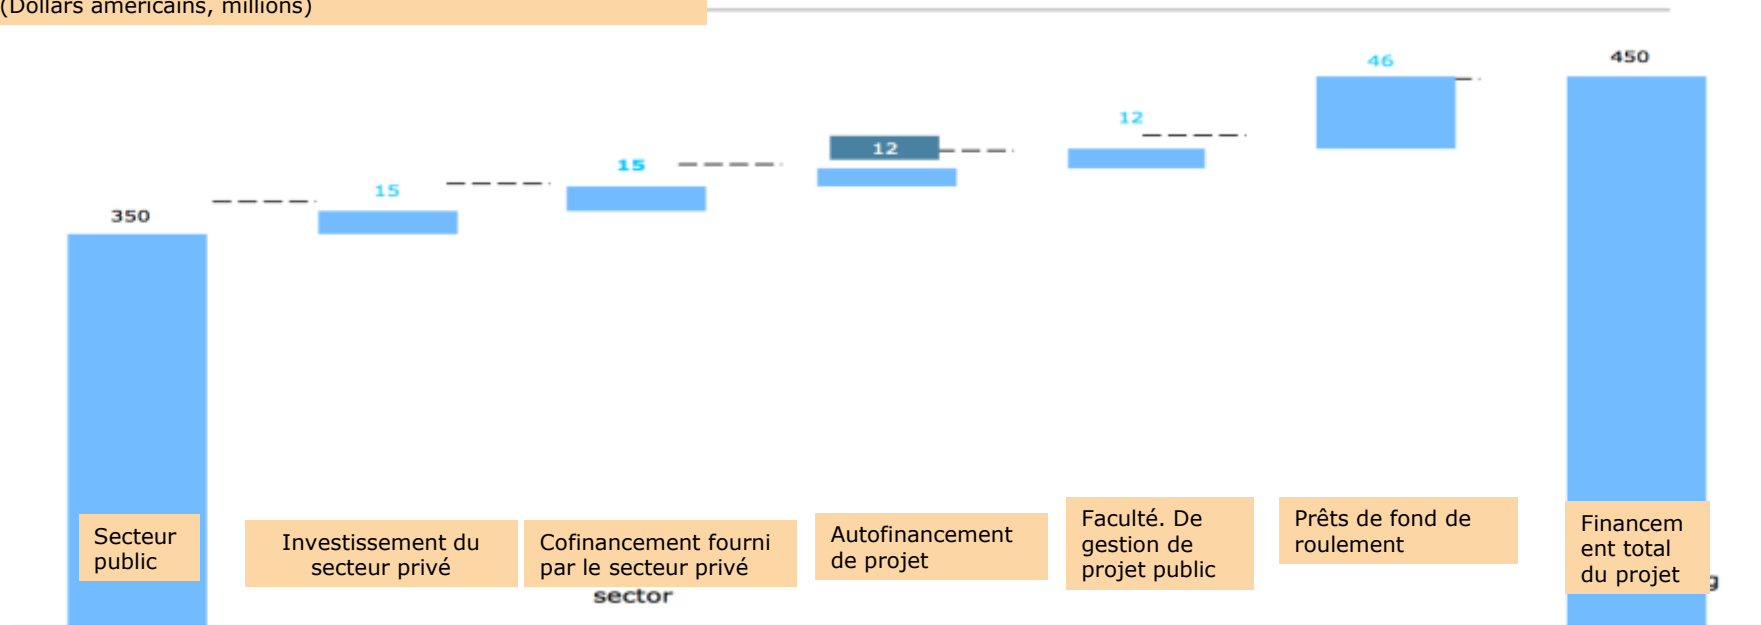 (Dollars américains, millions)
46
450
12
12
15
15
350
Secteur
public
Investissement du
secteur privé
Cofinancement fourni
par le secteur privé
sector
Autofinancement
de projet
Faculté. De
gestion de
projet public
Prêts de fond de
roulement
Financem
ent total
du projet
g